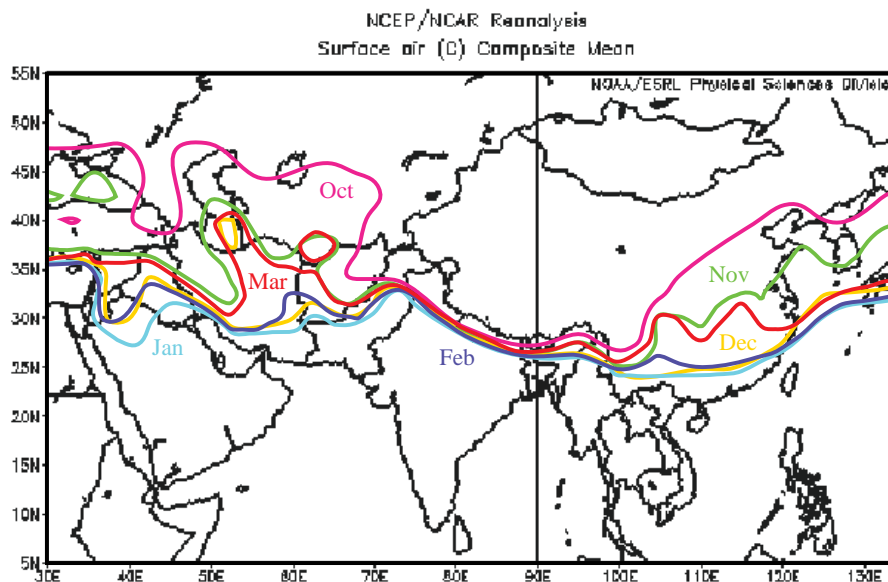 NCEP/NCAR Reanalysis
Surface air (C) Composite Mean
NOAA/ESRL Physical Sciences Divisio
55N
50N
45N
40N
35N
30N
25N
20N
15N
10N
5N
Oct
Nov
Mar
Dec
Jan
Feb
30E 40E 50E 60E 70E 80E 90E 100E 110E 120E 130E